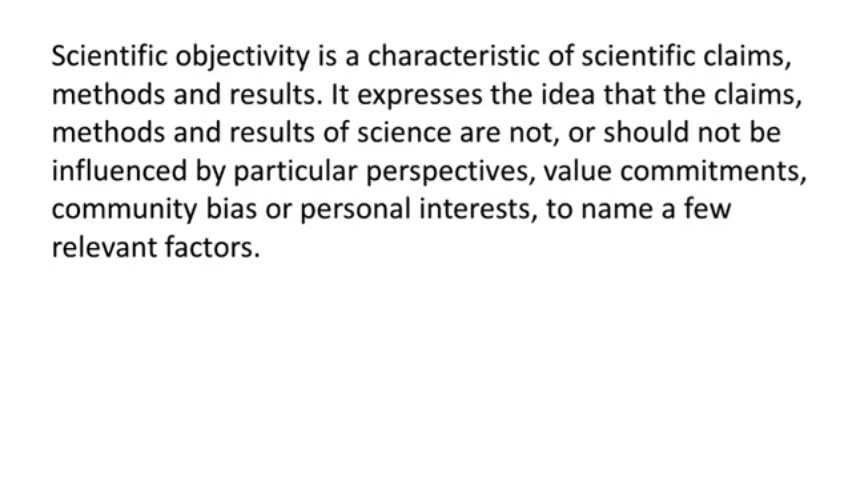 Scientific objectivity is a characteristic of scientific claims,
methods and results. It expresses the idea that the claims,
methods and results of science are not, or should not be
influenced by particular perspectives, value commitments,
community bias or personal interests, to name a few
relevant factors.